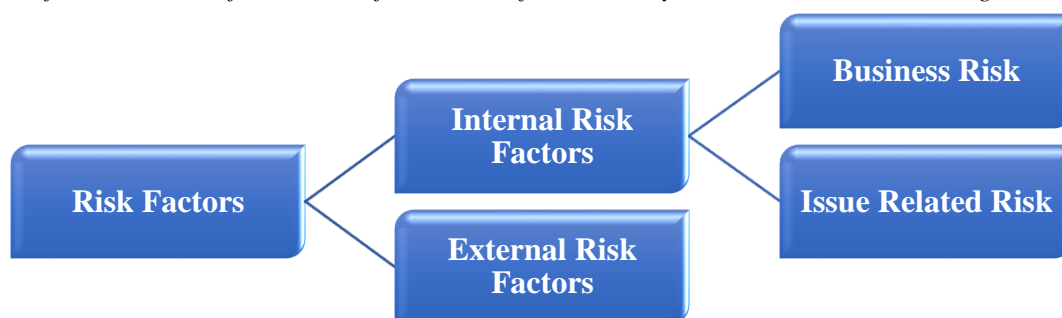 Business Risk
Internal Risk
Factors
Risk Factors
Issue Related Risk
External Risk
Factors